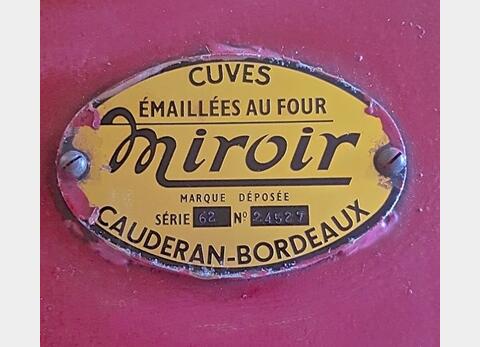 CUVES
ÉMAILLÉES AU FOUR
Miroir
MARQUE DÉPOSÉE
SÉRIE 62 Nº 24527
CAUDERAN-BORDEAUX